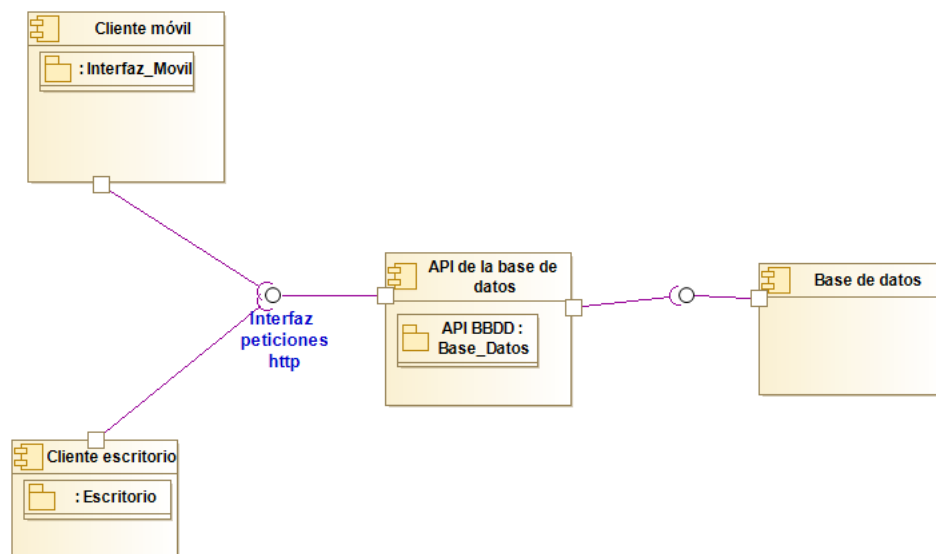 Cliente móvil
: Interfaz_Movil
Interfaz
peticiones
http
API de la base de
datos
API BBDD :
Base_Datos
Base de datos
Cliente escritorio
: Escritorio